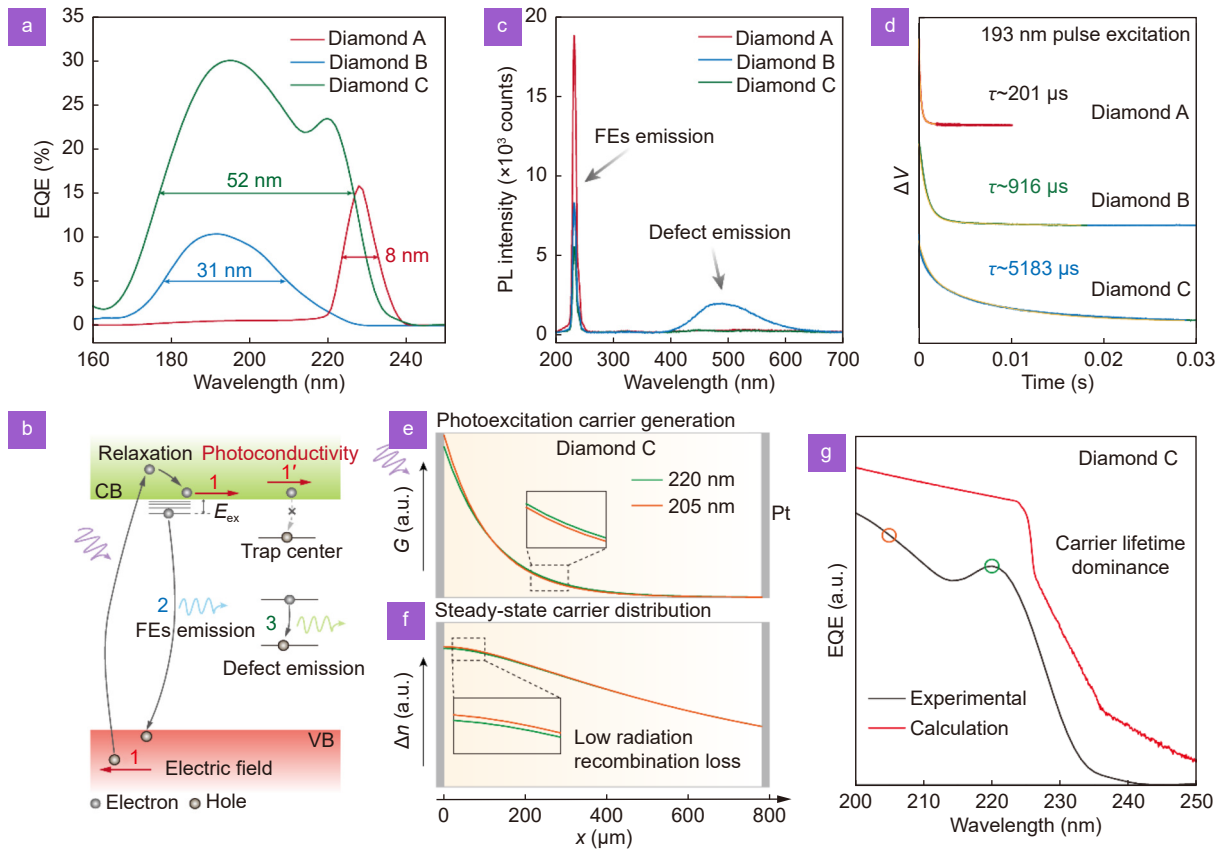 a
35
30
25
20
15
10
5
0
EQE (%)
Diamond A
Diamond B
Diamond C
52 nm
31 nm
8 nm
160
180
200
220
240
Wavelength (nm)
c
20
15
10
5
0
PL intensity (×10³ counts)
Diamond A
Diamond B
Diamond C
FEs emission
Defect emission
200
300
400
500
600
700
Wavelength (nm)
d
193 nm pulse excitation
τ~201 μs
Diamond A
τ~916 μs
Diamond B
τ~5183 μs
Diamond C
ΔV
0
0.01
0.02
0.03
Time (s)
b
Relaxation
Photoconductivity
1
1′
CB
Eex
Trap center
2
FEs emission
3
Defect emission
VB
1
Electric field
Electron
Hole
e
Photoexcitation carrier generation
Diamond C
220 nm
205 nm
G (a.u.)
Pt
f
Steady-state carrier distribution
Δn (a.u.)
Low radiation
recombination loss
0
200
400
600
800
x (μm)
g
Diamond C
Carrier lifetime
dominance
EQE (a.u.)
Experimental
Calculation
200
210
220
230
240
250
Wavelength (nm)